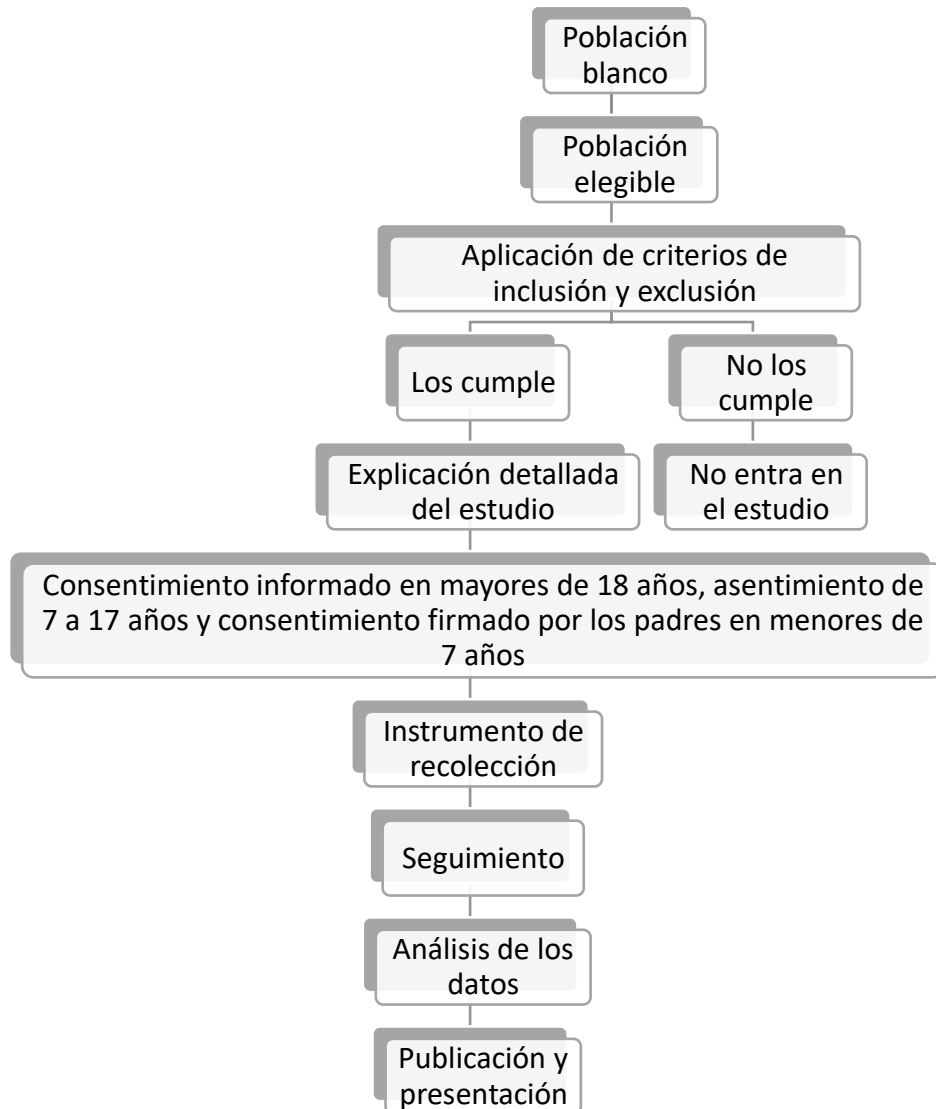 Población
blanco
Población
elegible
Aplicación de criterios de
inclusión y exclusión
Los cumple
No los
cumple
Explicación detallada
del estudio
No entra en
el estudio
Consentimiento informado en mayores de 18 años, asentimiento de
7 a 17 años y consentimiento firmado por los padres en menores de
7 años
Instrumento de
recolección
Seguimiento
Análisis de los
datos
Publicación y
presentación